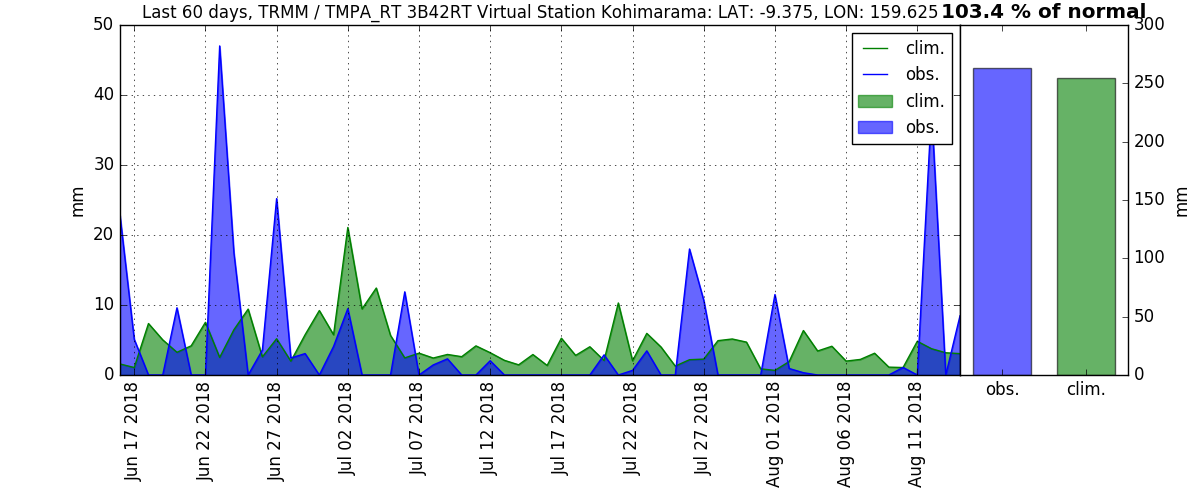 Last 60 days, TRMM / TMPA_RT 3B42RT Virtual Station Kohimarama: LAT: -9.375, LON: 159.625
103.4 % of normal
50
40
30
20
10
0
mm
clim.
obs.
clim.
obs.
300
250
200
150
100
50
0
mm
Jun 17 2018
Jun 22 2018
Jun 27 2018
Jul 02 2018
Jul 07 2018
Jul 12 2018
Jul 17 2018
Jul 22 2018
Jul 27 2018
Aug 01 2018
Aug 06 2018
Aug 11 2018
obs.
clim.